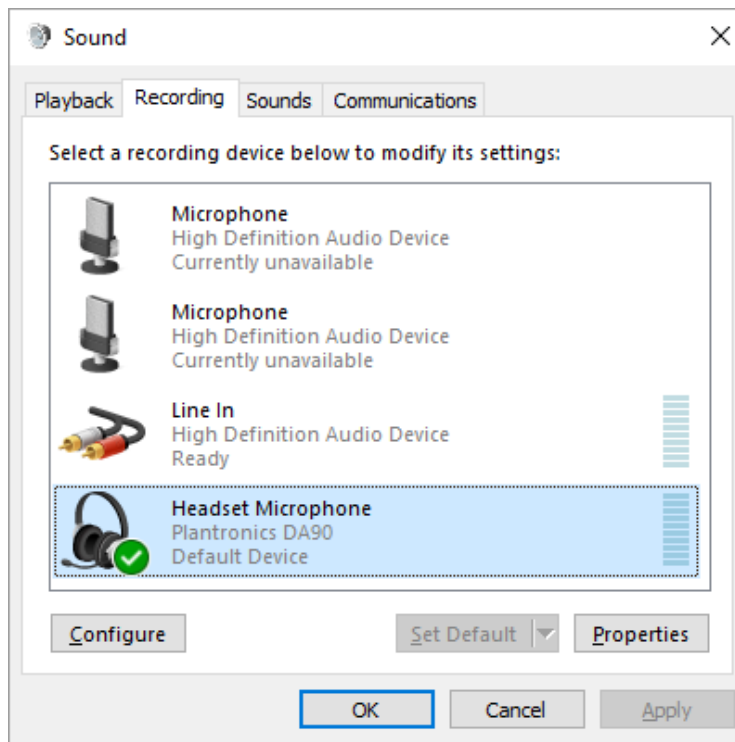 Sound
Playback Recording Sounds Communications
Select a recording device below to modify its settings:
Microphone
High Definition Audio Device
Currently unavailable
Microphone
High Definition Audio Device
Currently unavailable
Line In
High Definition Audio Device
Ready
Headset Microphone
Plantronics DA90
Default Device
Configure Set Default Properties
OK Cancel Apply